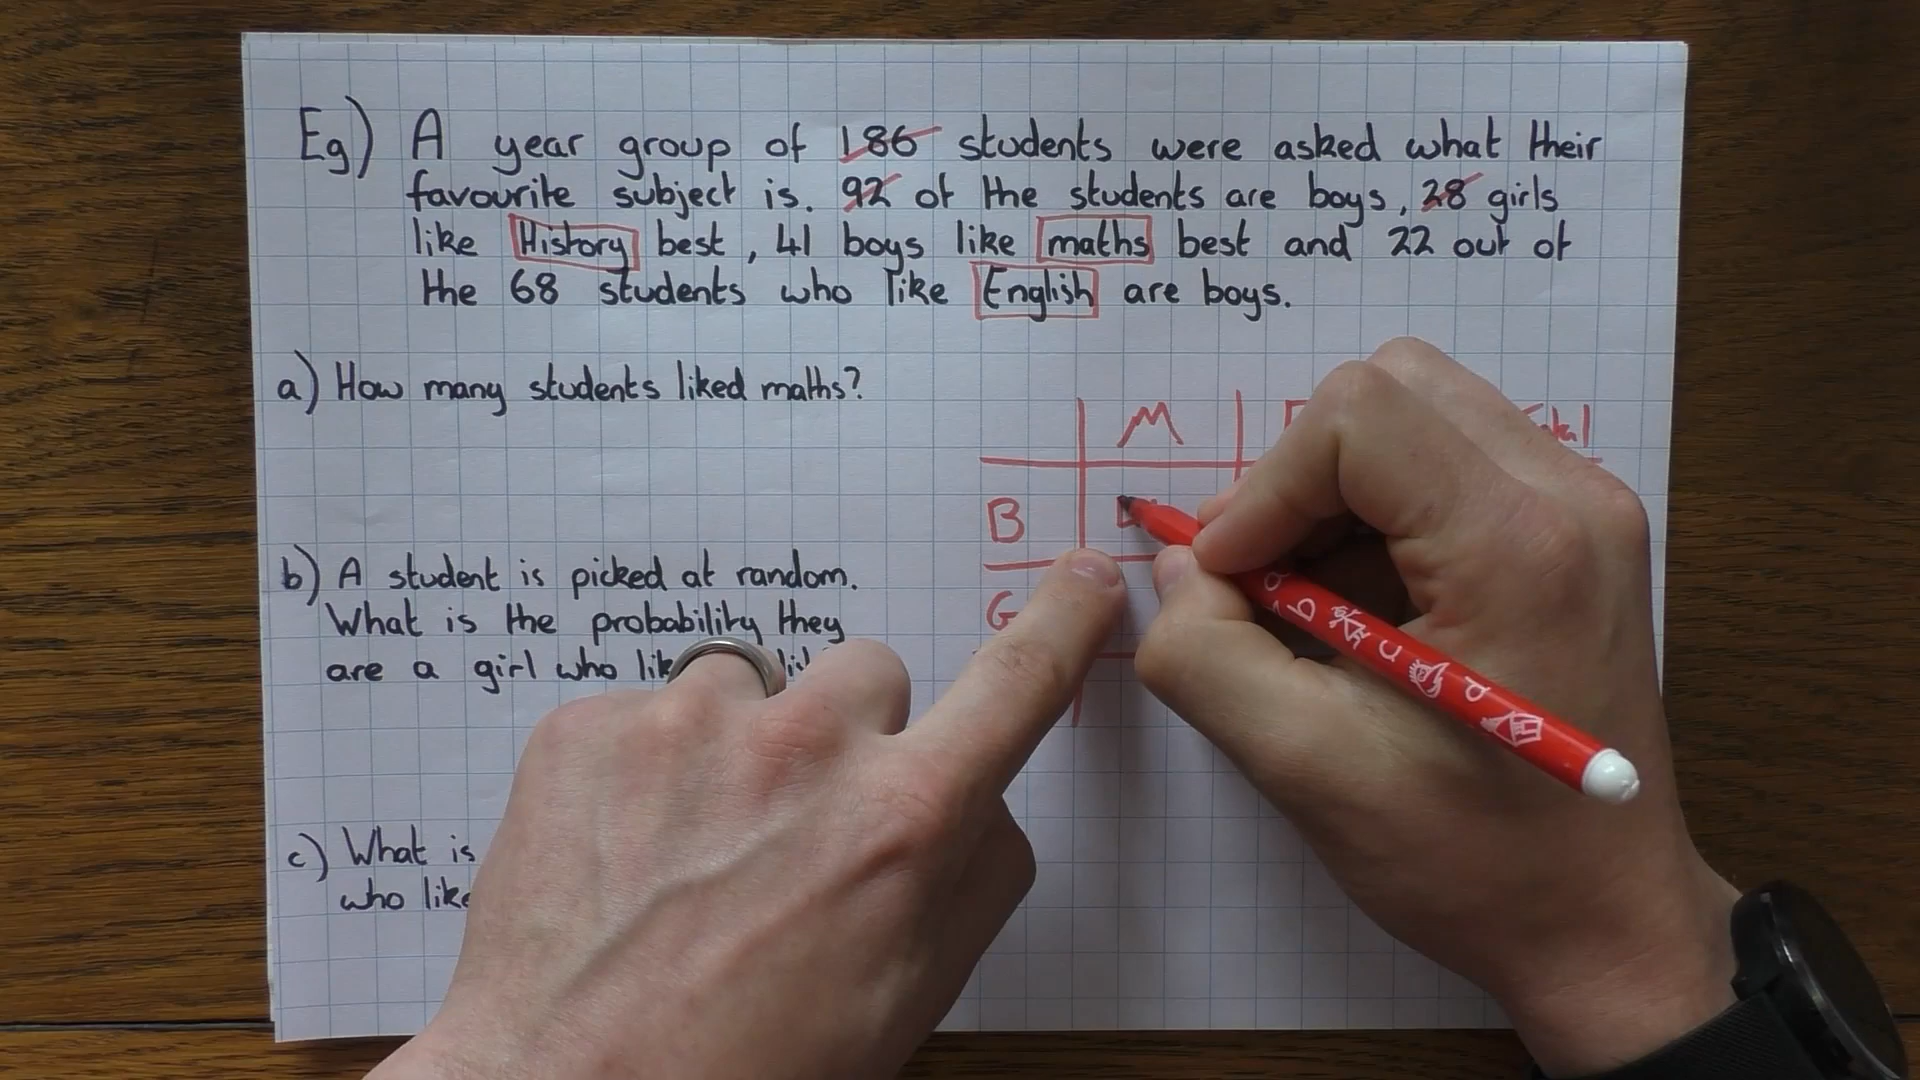 Eg) A year group of 186 students were asked what their
favourite subject is. 92 of the students are boys, 28 girls
like History best, 41 boys like maths best and 22 out of
the 68 students who like English are boys.
a) How many students liked maths?
M
B
G
b) A student is picked at random.
What is the probability they
are a girl who
c) What is
who like